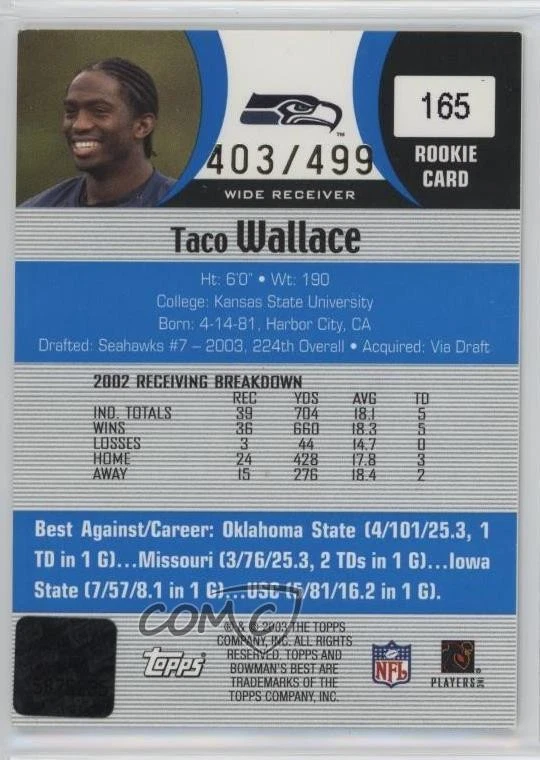 165
403/499
ROOKIE
CARD
WIDE RECEIVER
Taco Wallace
Ht: 6'0" • Wt: 190
College: Kansas State University
Born: 4-14-81, Harbor City, CA
Drafted: Seahawks #7 – 2003, 224th Overall • Acquired: Via Draft
2002 RECEIVING BREAKDOWN
REC YDS AVG TD
IND. TOTALS 39 704 18.1 5
WINS 36 660 18.3 5
LOSSES 3 44 14.7 0
HOME 24 428 17.8 3
AWAY 15 276 18.4 2
Best Against/Career: Oklahoma State (4/101/25.3, 1
TD in 1 G)...Missouri (3/76/25.3, 2 TDs in 1 G)...Iowa
State (7/57/8.1 in 1 G)...USC (5/81/16.2 in 1 G).
COMC
® & © 2003 THE TOPPS
COMPANY, INC. ALL RIGHTS
RESERVED. TOPPS AND
BOWMAN'S BEST ARE
TRADEMARKS OF THE
TOPPS COMPANY, INC.
topps
NFL
PLAYERS INC